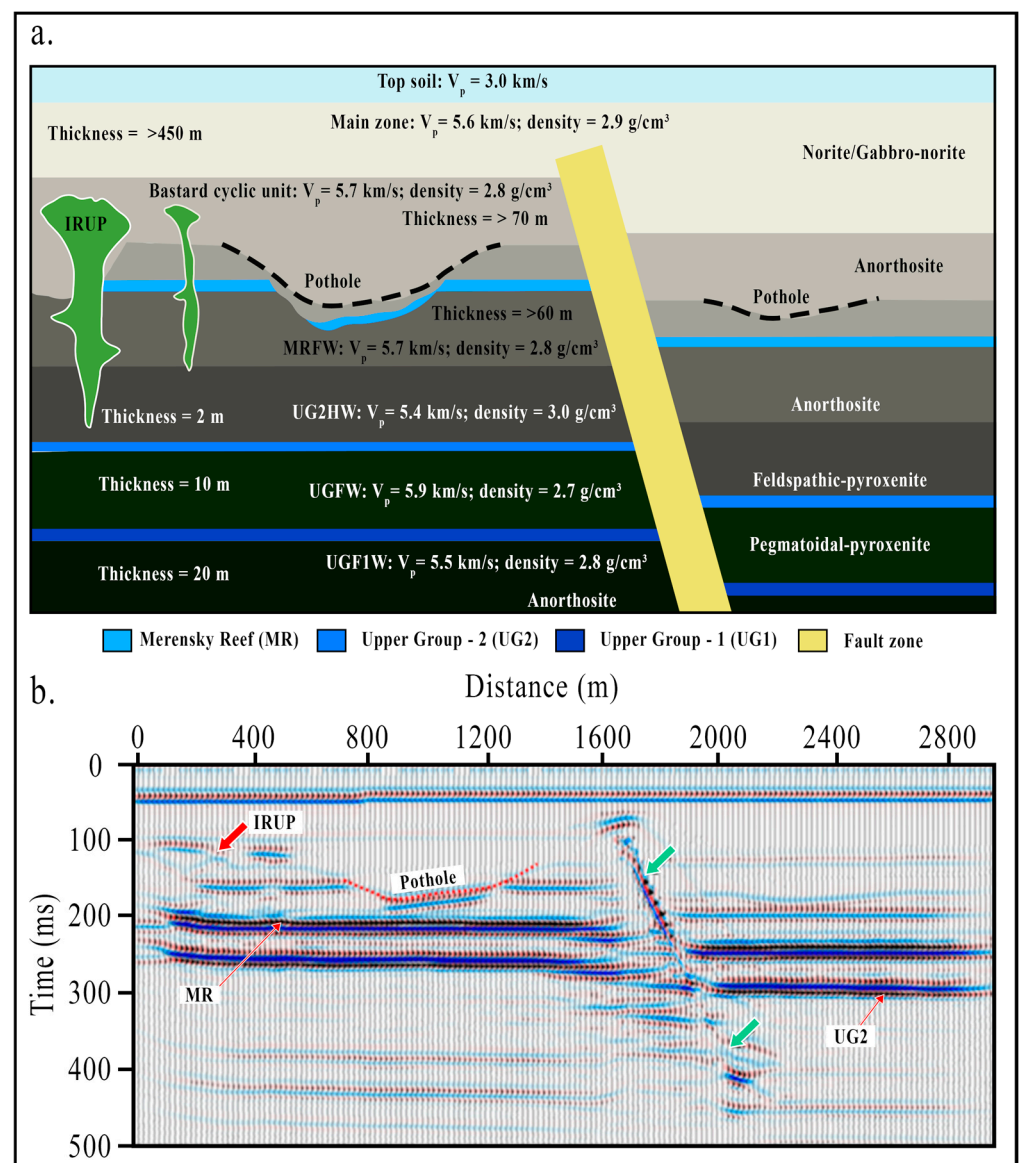 a.
Top soil: Vp = 3.0 km/s
Main zone: Vp = 5.6 km/s; density = 2.9 g/cm³
Thickness = >450 m
Norite/Gabbro-norite
Bastard cyclic unit: Vp = 5.7 km/s; density = 2.8 g/cm³
Thickness = > 70 m
IRUP
Anorthosite
Pothole
Pothole
Thickness = >60 m
MRFW: Vp = 5.7 km/s; density = 2.8 g/cm³
Anorthosite
Thickness = 2 m
UG2HW: Vp = 5.4 km/s; density = 3.0 g/cm³
Feldspathic-pyroxenite
Thickness = 10 m
UGFW: Vp = 5.9 km/s; density = 2.7 g/cm³
Pegmatoidal-pyroxenite
UGF1W: Vp = 5.5 km/s; density = 2.8 g/cm³
Thickness = 20 m
Anorthosite
Merensky Reef (MR) Upper Group - 2 (UG2) Upper Group - 1 (UG1) Fault zone
b.
Distance (m)
0 400 800 1200 1600 2000 2400 2800
Time (ms)
0
100
200
300
400
500
IRUP
Pothole
MR
UG2